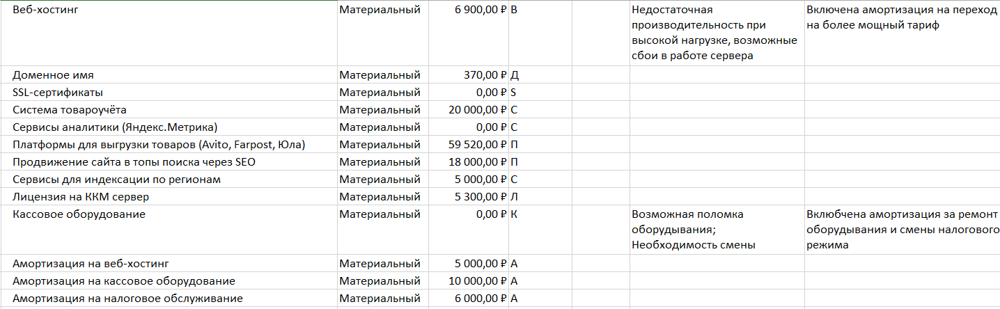 Веб-хостинг Материальный 6 900,00 ₽ В Недостаточная Включена амортизация на переход
производительность при на более мощный тариф
высокой нагрузке, возможные
сбои в работе сервера
Доменное имя Материальный 370,00 ₽ Д
SSL-сертификаты Материальный 0,00 ₽ S
Система товароучёта Материальный 20 000,00 ₽ С
Сервисы аналитики (Яндекс.Метрика) Материальный 0,00 ₽ С
Платформы для выгрузки товаров (Avito, Farpost, Юла) Материальный 59 520,00 ₽ П
Продвижение сайта в топы поиска через SEO Материальный 18 000,00 ₽ П
Сервисы для индексации по регионам Материальный 5 000,00 ₽ С
Лицензия на ККМ сервер Материальный 5 300,00 ₽ Л
Кассовое оборудование Материальный 0,00 ₽ К Возможная поломка Вклюбчена амортизация за ремонт
оборудывания; оборудывания и смены налогового
Необходимость смены режима
Амортизация на веб-хостинг Материальный 5 000,00 ₽ А
Амортизация на кассовое оборудование Материальный 10 000,00 ₽ А
Амортизация на налоговое обслуживание Материальный 6 000,00 ₽ А